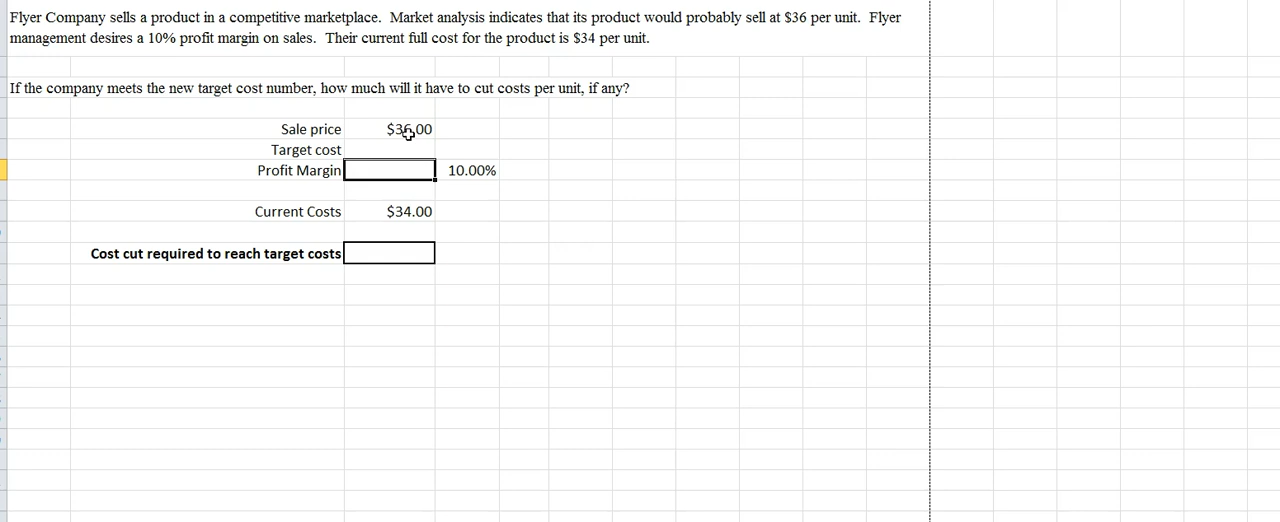 Flyer Company sells a product in a competitive marketplace.  Market analysis indicates that its product would probably sell at $36 per unit.  Flyer
management desires a 10% profit margin on sales.  Their current full cost for the product is $34 per unit.
If the company meets the new target cost number, how much will it have to cut costs per unit, if any?
Sale price $36.00
Target cost
Profit Margin 10.00%
Current Costs $34.00
Cost cut required to reach target costs